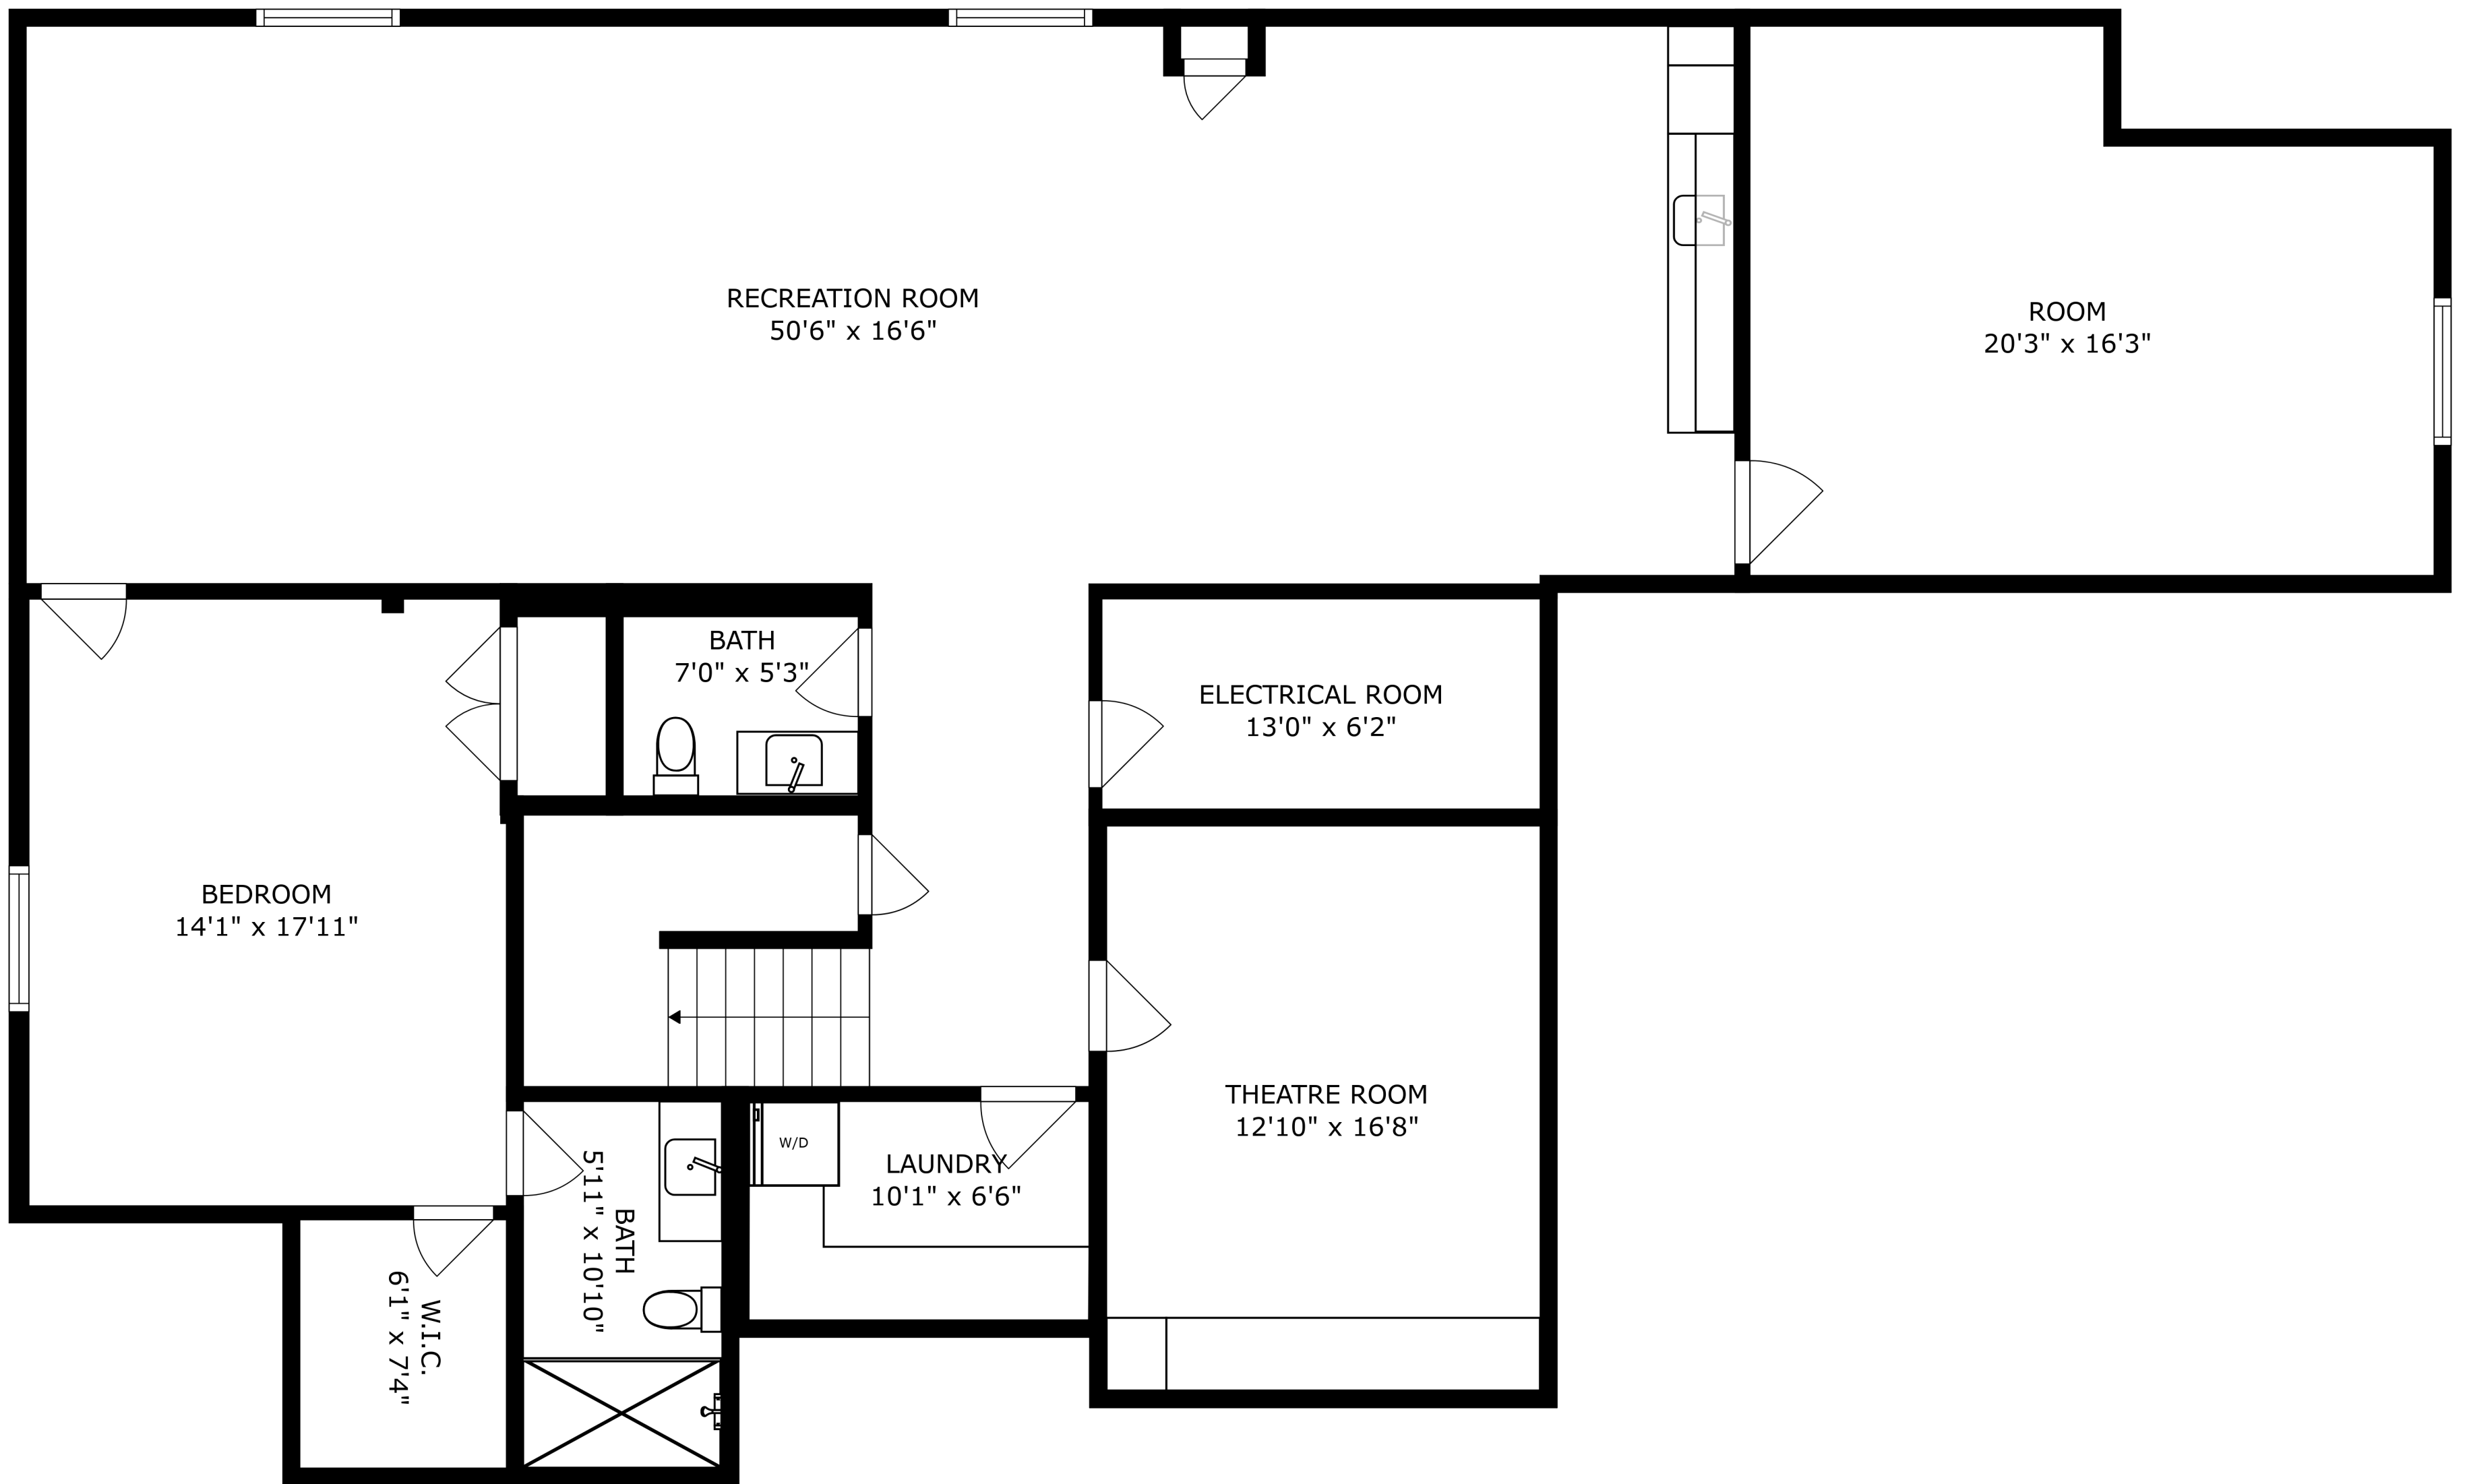 RECREATION ROOM
50'6" x 16'6"
ROOM
20'3" x 16'3"
BATH
7'0" x 5'3"
ELECTRICAL ROOM
13'0" x 6'2"
BEDROOM
14'1" x 17'11"
THEATRE ROOM
12'10" x 16'8"
W/D
LAUNDRY
10'1" x 6'6"
BATH
5'11" x 10'10"
W.I.C.
6'1" x 7'4"